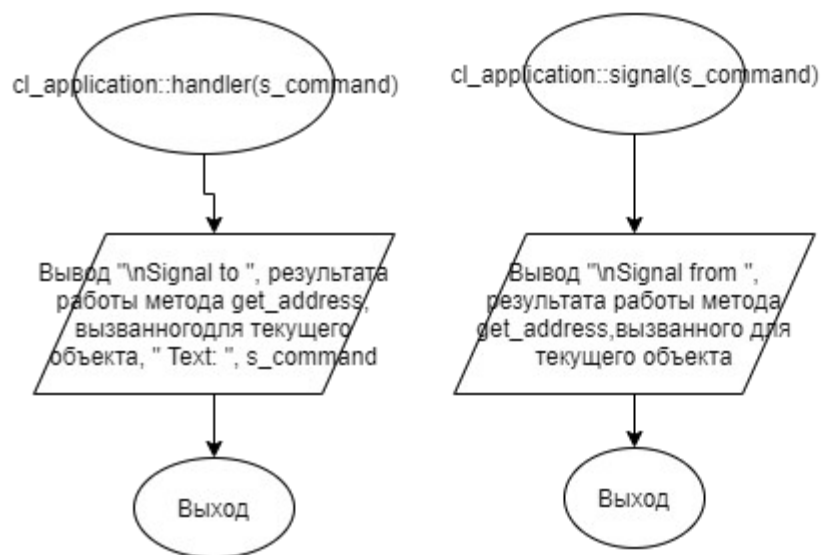 cl_application::handler(s_command)
Вывод "\nSignal to ", результата
работы метода get_address,
вызванногодля текущего
объекта, " Text: ", s_command
Выход
cl_application::signal(s_command)
Вывод "\nSignal from ",
результата работы метода
get_address,вызванного для
текущего объекта
Выход